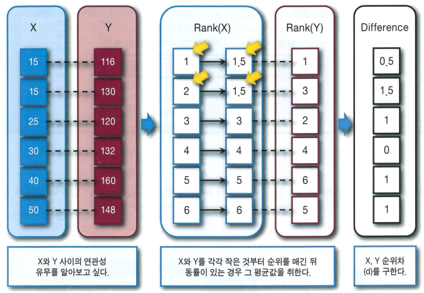 X Y Rank(X) Rank(Y) Difference
15 116 1 1,5 1 0,5
15 130 2 1,5 3 1,5
25 120 3 3 2 1
30 132 4 4 4 0
40 160 5 5 6 1
50 148 6 6 5 1
X와 Y 사이의 연관성
유무를 알아보고 싶다.
X와 Y를 각각 작은 것부터 순위를 매긴 뒤
동률이 있는 경우 그 평균값을 취한다.
X, Y 순위차
(d)를 구한다.